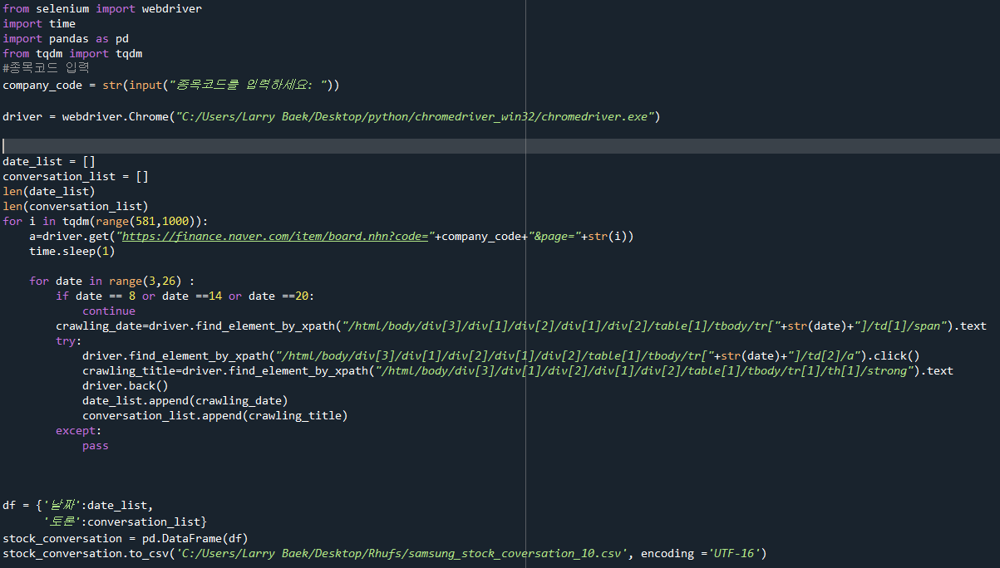 from selenium import webdriver
import time
import pandas as pd
from tqdm import tqdm
#종목코드 입력
company_code = str(input("종목코드를 입력하세요: "))
driver = webdriver.Chrome("C:/Users/Larry Baek/Desktop/python/chromedriver_win32/chromedriver.exe")
date_list = []
conversation_list = []
len(date_list)
len(conversation_list)
for i in tqdm(range(581,1000)):
    a=driver.get("https://finance.naver.com/item/board.nhn?code="+company_code+"&page="+str(i))
    time.sleep(1)
    for date in range(3,26) :
        if date == 8 or date ==14 or date ==20:
            continue
        crawling_date=driver.find_element_by_xpath("/html/body/div[3]/div[1]/div[2]/div[1]/div[2]/table[1]/tbody/tr["+str(date)+"]/td[1]/span").text
        try:
            driver.find_element_by_xpath("/html/body/div[3]/div[1]/div[2]/div[1]/div[2]/table[1]/tbody/tr["+str(date)+"]/td[2]/a").click()
            crawling_title=driver.find_element_by_xpath("/html/body/div[3]/div[1]/div[2]/div[1]/div[2]/table[1]/tbody/tr[1]/th[1]/strong").text
            driver.back()
            date_list.append(crawling_date)
            conversation_list.append(crawling_title)
        except:
            pass
df = {'날짜':date_list,
      '토론':conversation_list}
stock_conversation = pd.DataFrame(df)
stock_conversation.to_csv('C:/Users/Larry Baek/Desktop/Rhufs/samsung_stock_coversation_10.csv', encoding ='UTF-16')